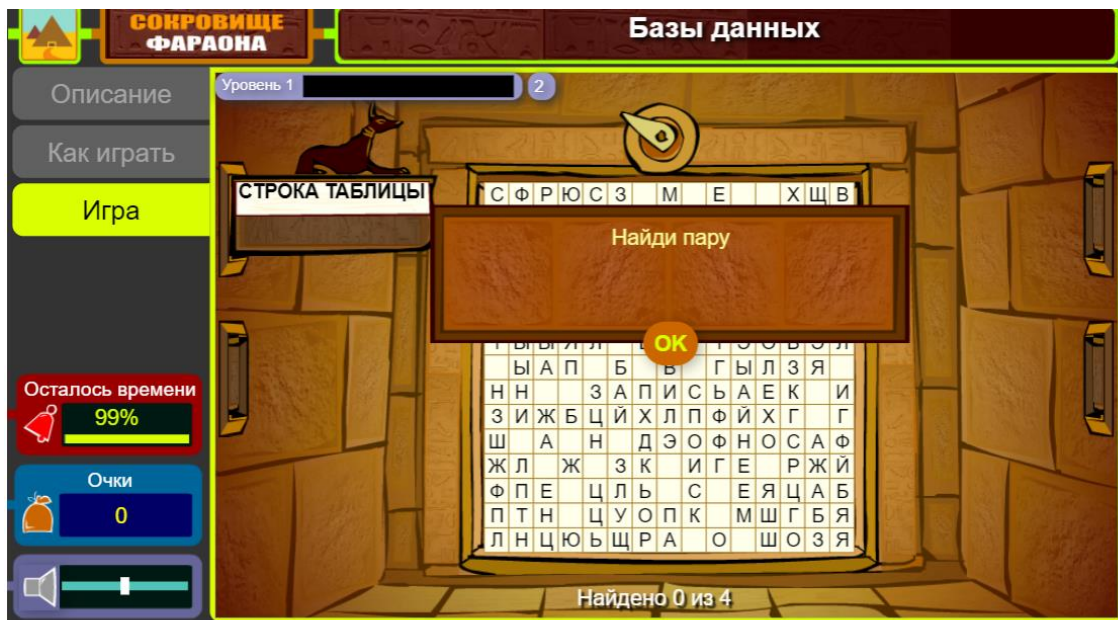 СОКРОВИЩЕ
ФАРАОНА
Базы данных
Описание
Как играть
Игра
Уровень 1
2
СТРОКА ТАБЛИЦЫ
С Ф Р Ю С З М Е Х Щ В
Найди пару
OK
Ы А П Б В Г Ы Л З Я
Н Н З А П И С Ь А Е К И
З И Ж Б Ц Й Х Л П Ф Й Х Г Г
Ш А Н Д Э О Ф Н О С А Ф
Ж Л Ж З К И Г Е Р Ж Й
Ф П Е Ц Л Ь С Е Я Ц А Б
П Т Н Ц У О П К М Ш Г Б Я
Л Н Ц Ю Ь Щ Р А О Ш О З Я
Осталось времени
99%
Очки
0
Найдено 0 из 4